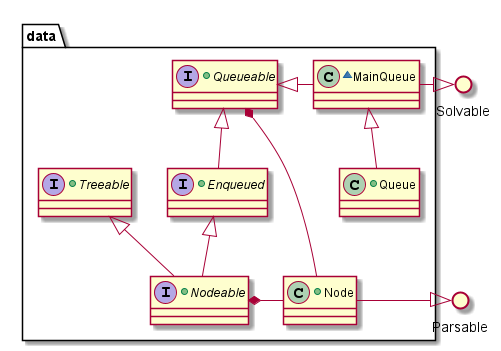 data
I Queueable
C MainQueue
Solvable
I Treeable
I Enqueued
C Queue
I Nodeable
C Node
Parsable